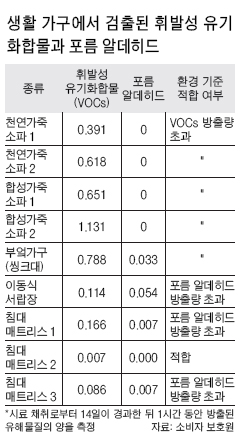 생활 가구에서 검출된 휘발성 유기
화합물과 포름 알데히드
종류
휘발성
유기화합물
(VOCs)
포름
알데히드
환경 기준
적합 여부
천연가죽
소파 1
0.391
0
VOCs 방출량
초과
천연가죽
소파 2
0.618
0
"
합성가죽
소파 1
0.651
0
"
합성가죽
소파 2
1.131
0
"
부엌가구
(씽크대)
0.788
0.033
"
이동식
서랍장
0.114
0.054
포름 알데히드
방출량 초과
침대
매트리스 1
0.166
0.007
포름 알데히드
방출량 초과
침대
매트리스 2
0.007
0.000
적합
침대
매트리스 3
0.086
0.007
포름 알데히드
방출량 초과
*시료 채취로부터 14일이 경과한 뒤 1시간 동안 방출된
유해물질의 양을 측정
자료: 소비자 보호원